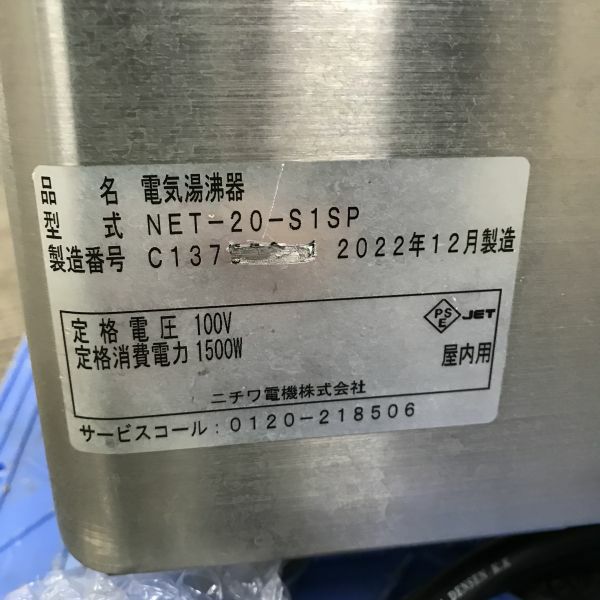 品名 電気湯沸器
型式 NET-20-S1SP
製造番号 C137 2022年12月製造
定格電圧 100V
定格消費電力 1500W
PSE JET
屋内用
ニチワ電機株式会社
サービスコール:0120-218506